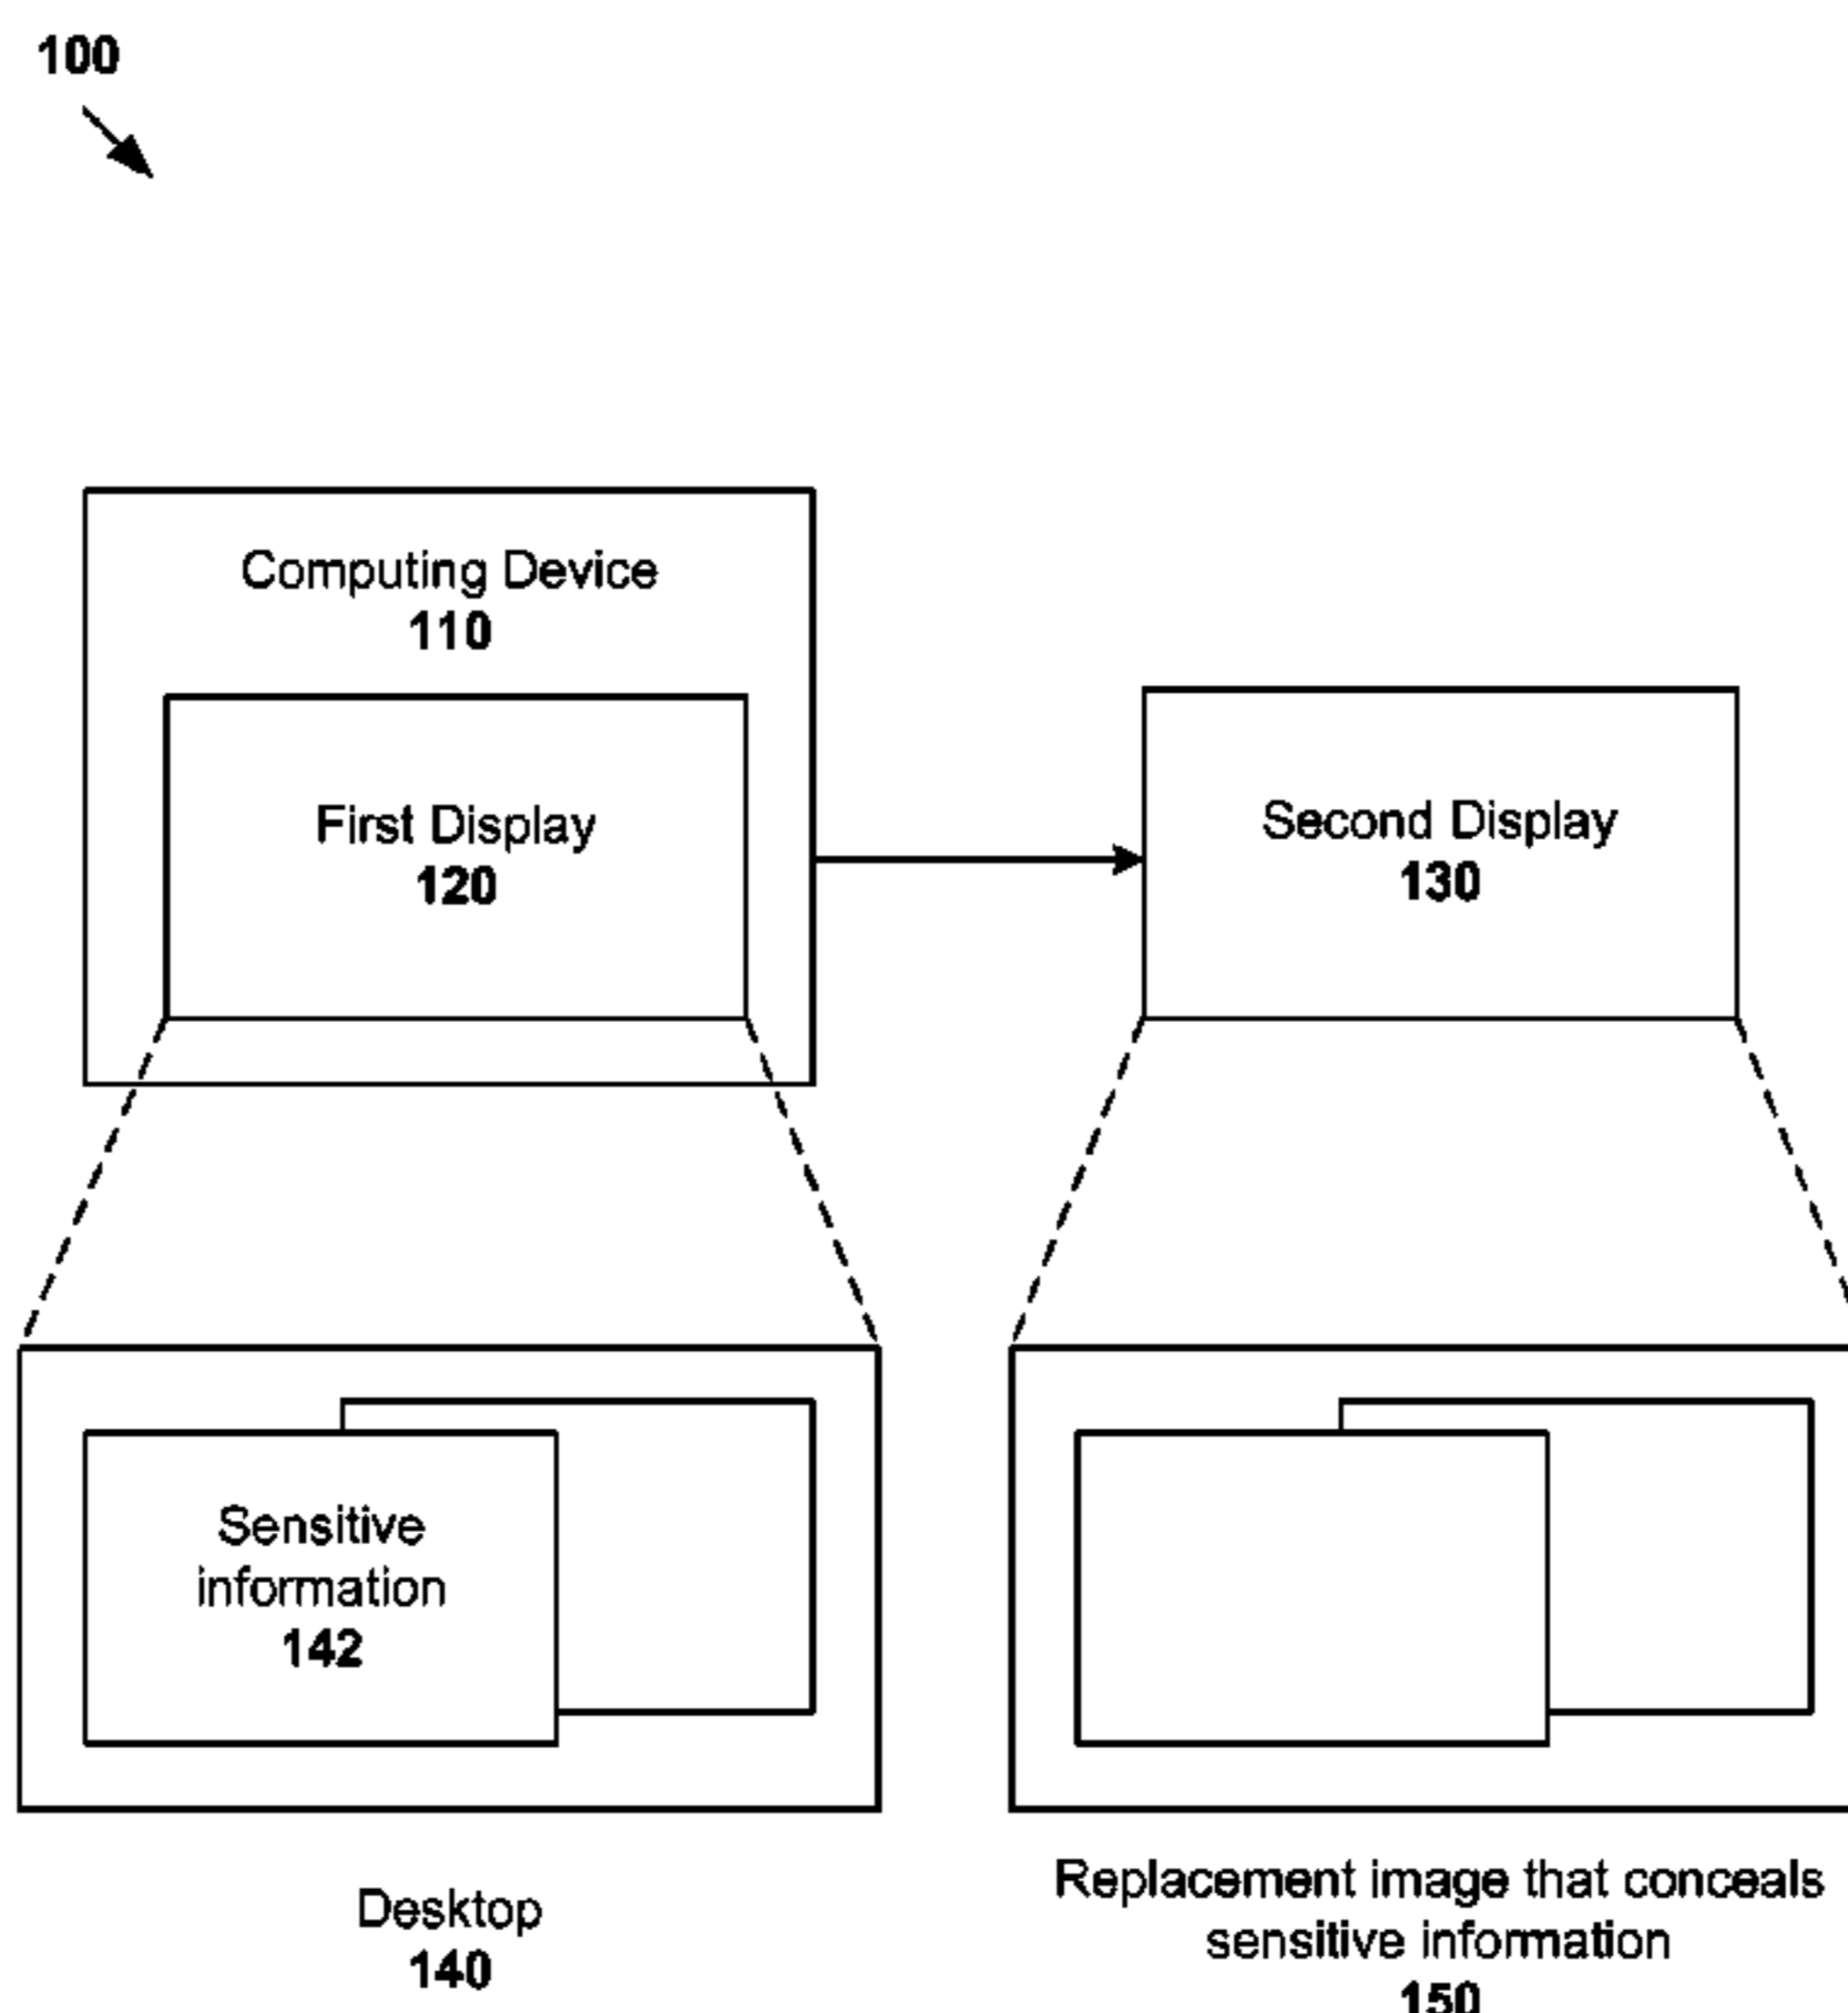 100
Computing Device
110
First Display
120
Second Display
130
Sensitive
information
142
Desktop
140
Replacement image that conceals
sensitive information
150